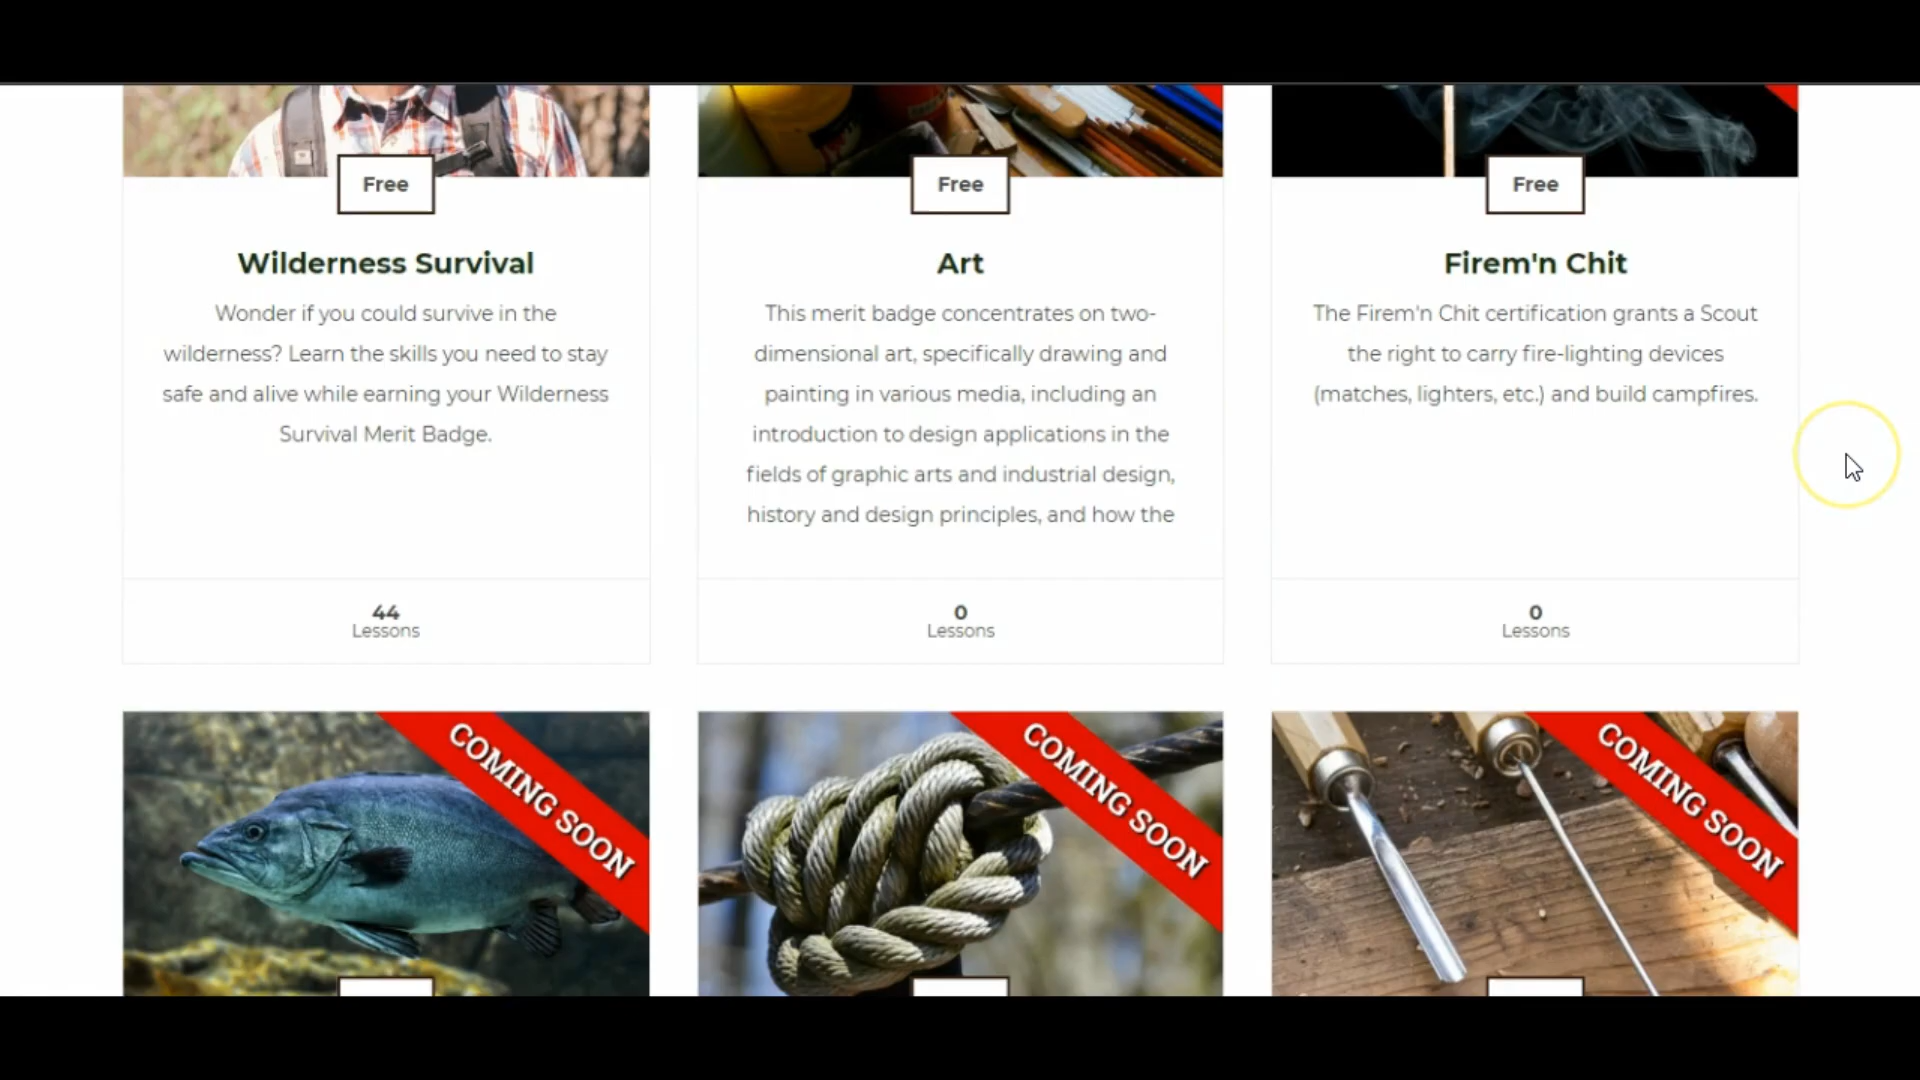 Free
Wilderness Survival
Wonder if you could survive in the
wilderness? Learn the skills you need to stay
safe and alive while earning your Wilderness
Survival Merit Badge.
44
Lessons
Free
Art
This merit badge concentrates on two-
dimensional art, specifically drawing and
painting in various media, including an
introduction to design applications in the
fields of graphic arts and industrial design,
history and design principles, and how the
0
Lessons
Free
Firem'n Chit
The Firem'n Chit certification grants a Scout
the right to carry fire-lighting devices
(matches, lighters, etc.) and build campfires.
0
Lessons
COMING SOON
COMING SOON
COMING SOON